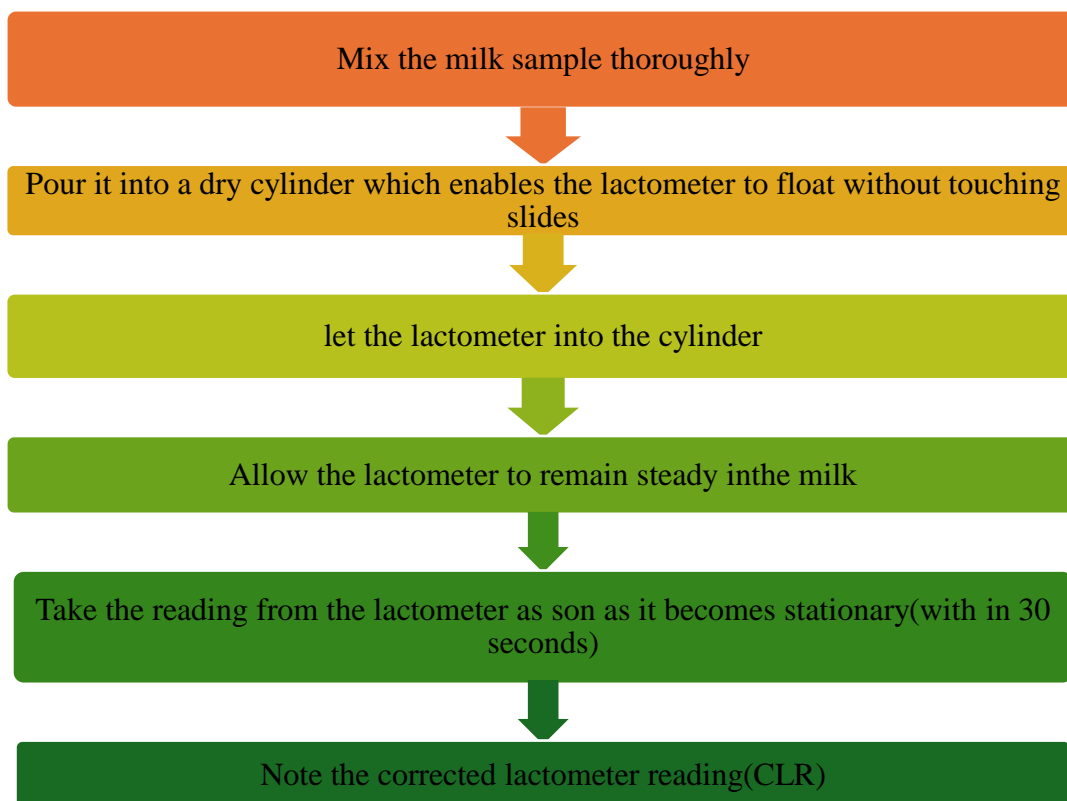 Mix the milk sample thoroughly
Pour it into a dry cylinder which enables the lactometer to float without touching
slides
let the lactometer into the cylinder
Allow the lactometer to remain steady inthe milk
Take the reading from the lactometer as son as it becomes stationary(with in 30
seconds)
Note the corrected lactometer reading(CLR)